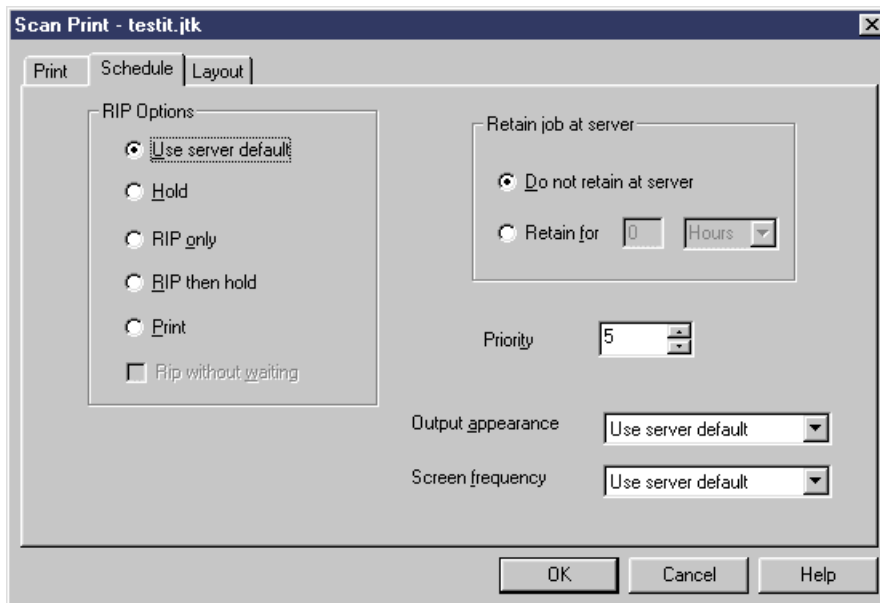 Scan Print - testit.jtk
Print Schedule Layout
RIP Options
Use server default
Hold
RIP only
RIP then hold
Print
Rip without waiting
Retain job at server
Do not retain at server
Retain for 0 Hours
Priority 5
Output appearance Use server default
Screen frequency Use server default
OK Cancel Help